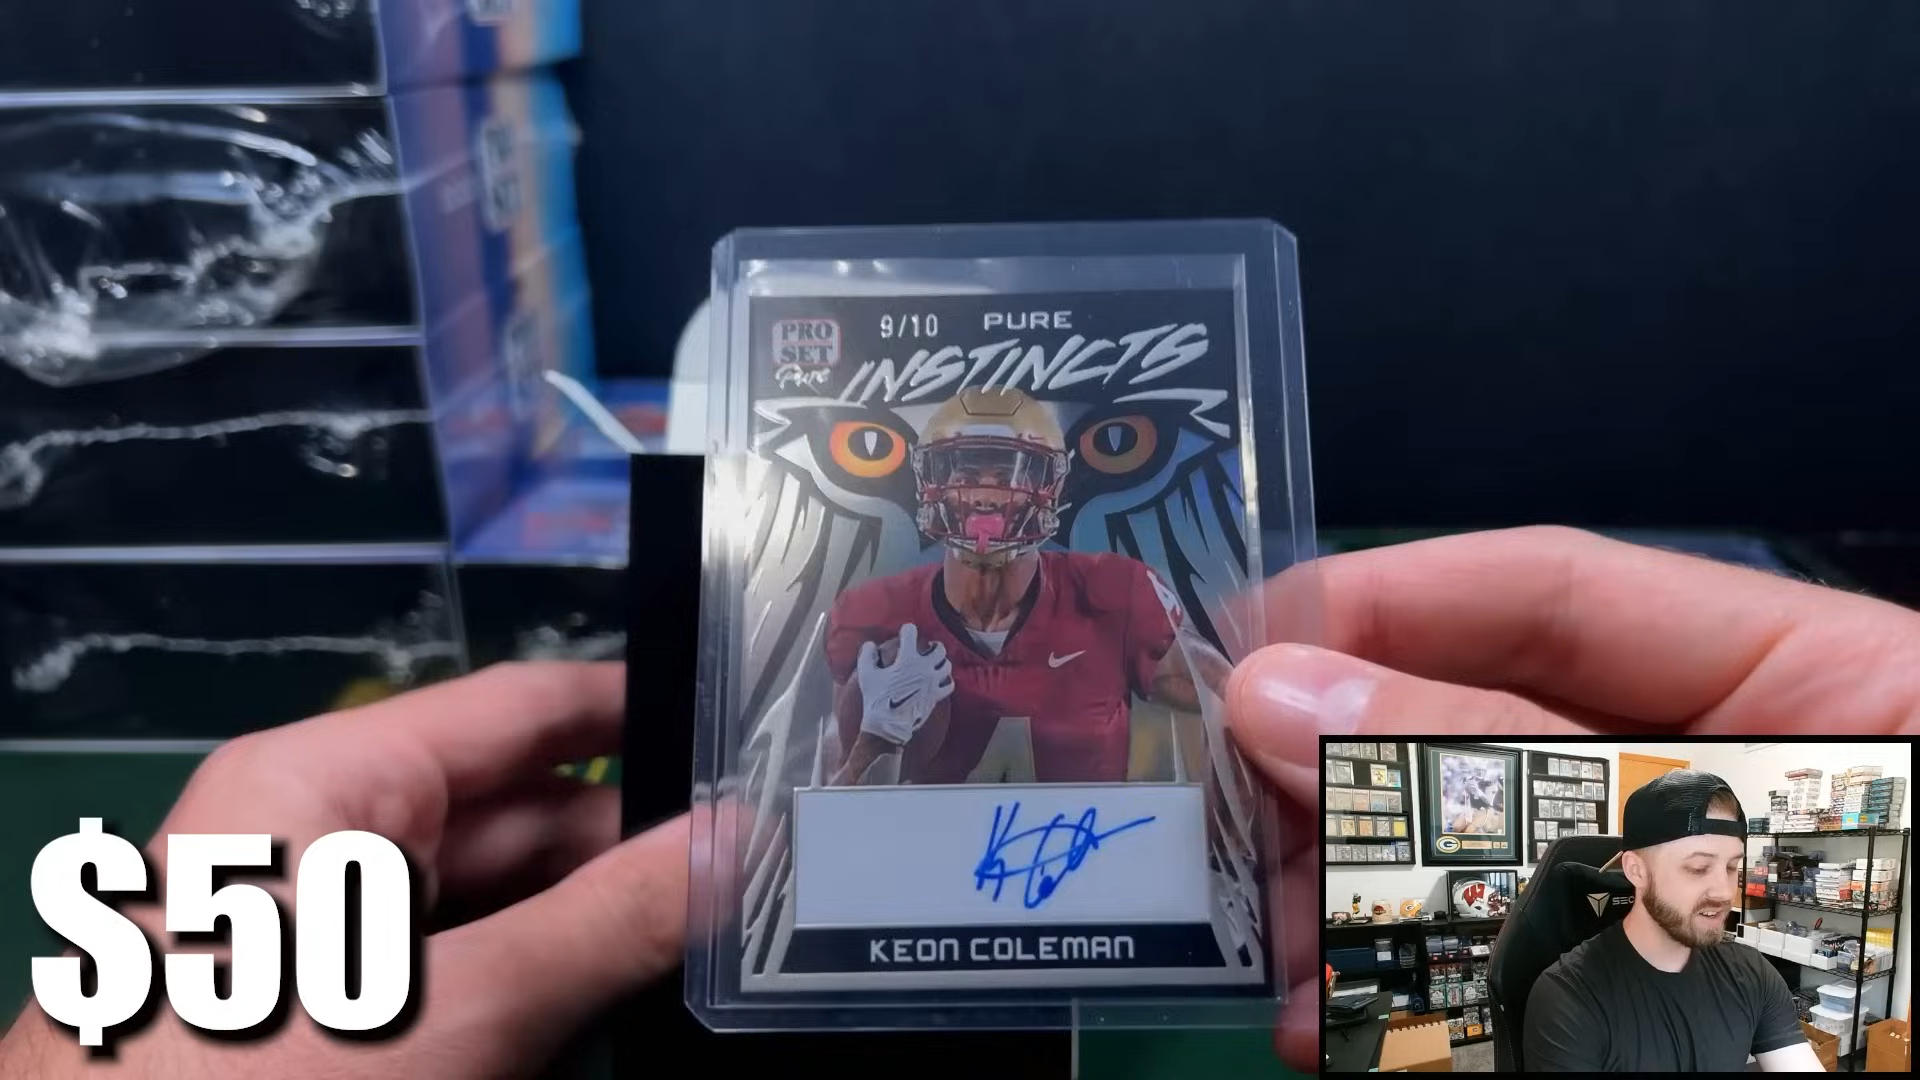 PRO
SET
Pure
9/10
PURE
INSTINCTS
4
KEON COLEMAN
$50